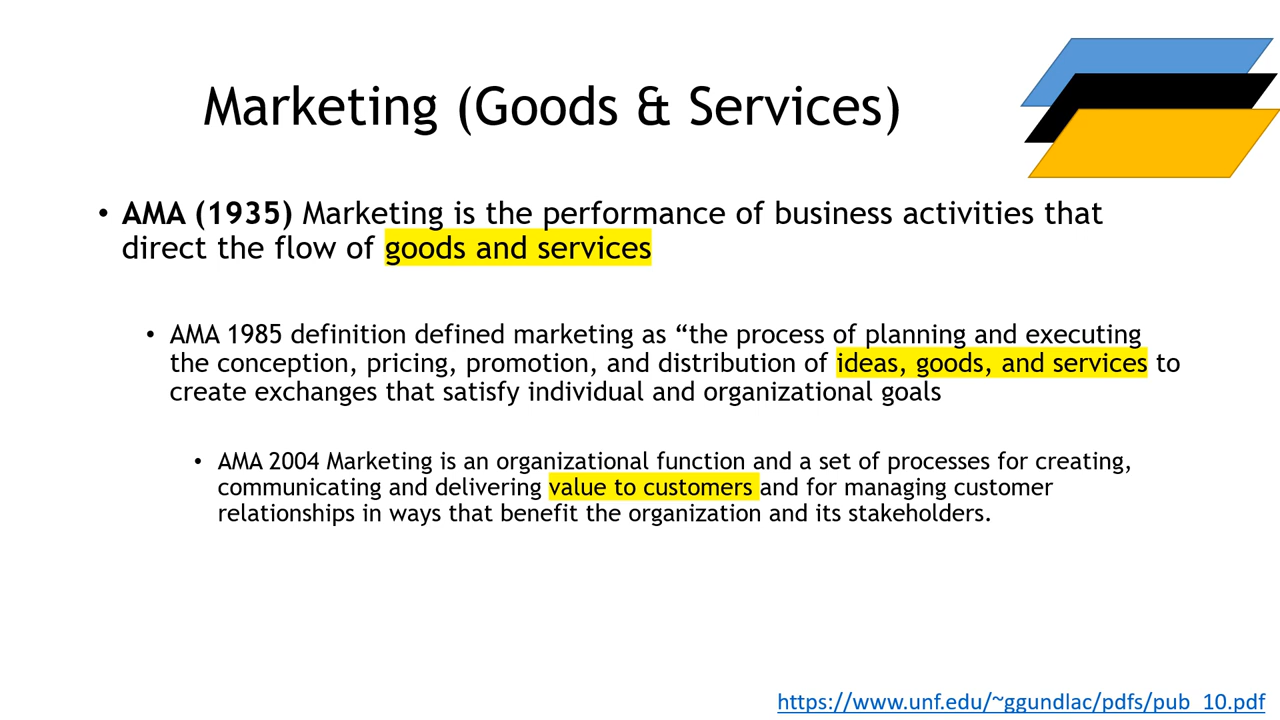 Marketing (Goods & Services)
• AMA (1935) Marketing is the performance of business activities that
direct the flow of goods and services
• AMA 1985 definition defined marketing as “the process of planning and executing
the conception, pricing, promotion, and distribution of ideas, goods, and services to
create exchanges that satisfy individual and organizational goals
• AMA 2004 Marketing is an organizational function and a set of processes for creating,
communicating and delivering value to customers and for managing customer
relationships in ways that benefit the organization and its stakeholders.
https://www.unf.edu/~ggundlac/pdfs/pub_10.pdf